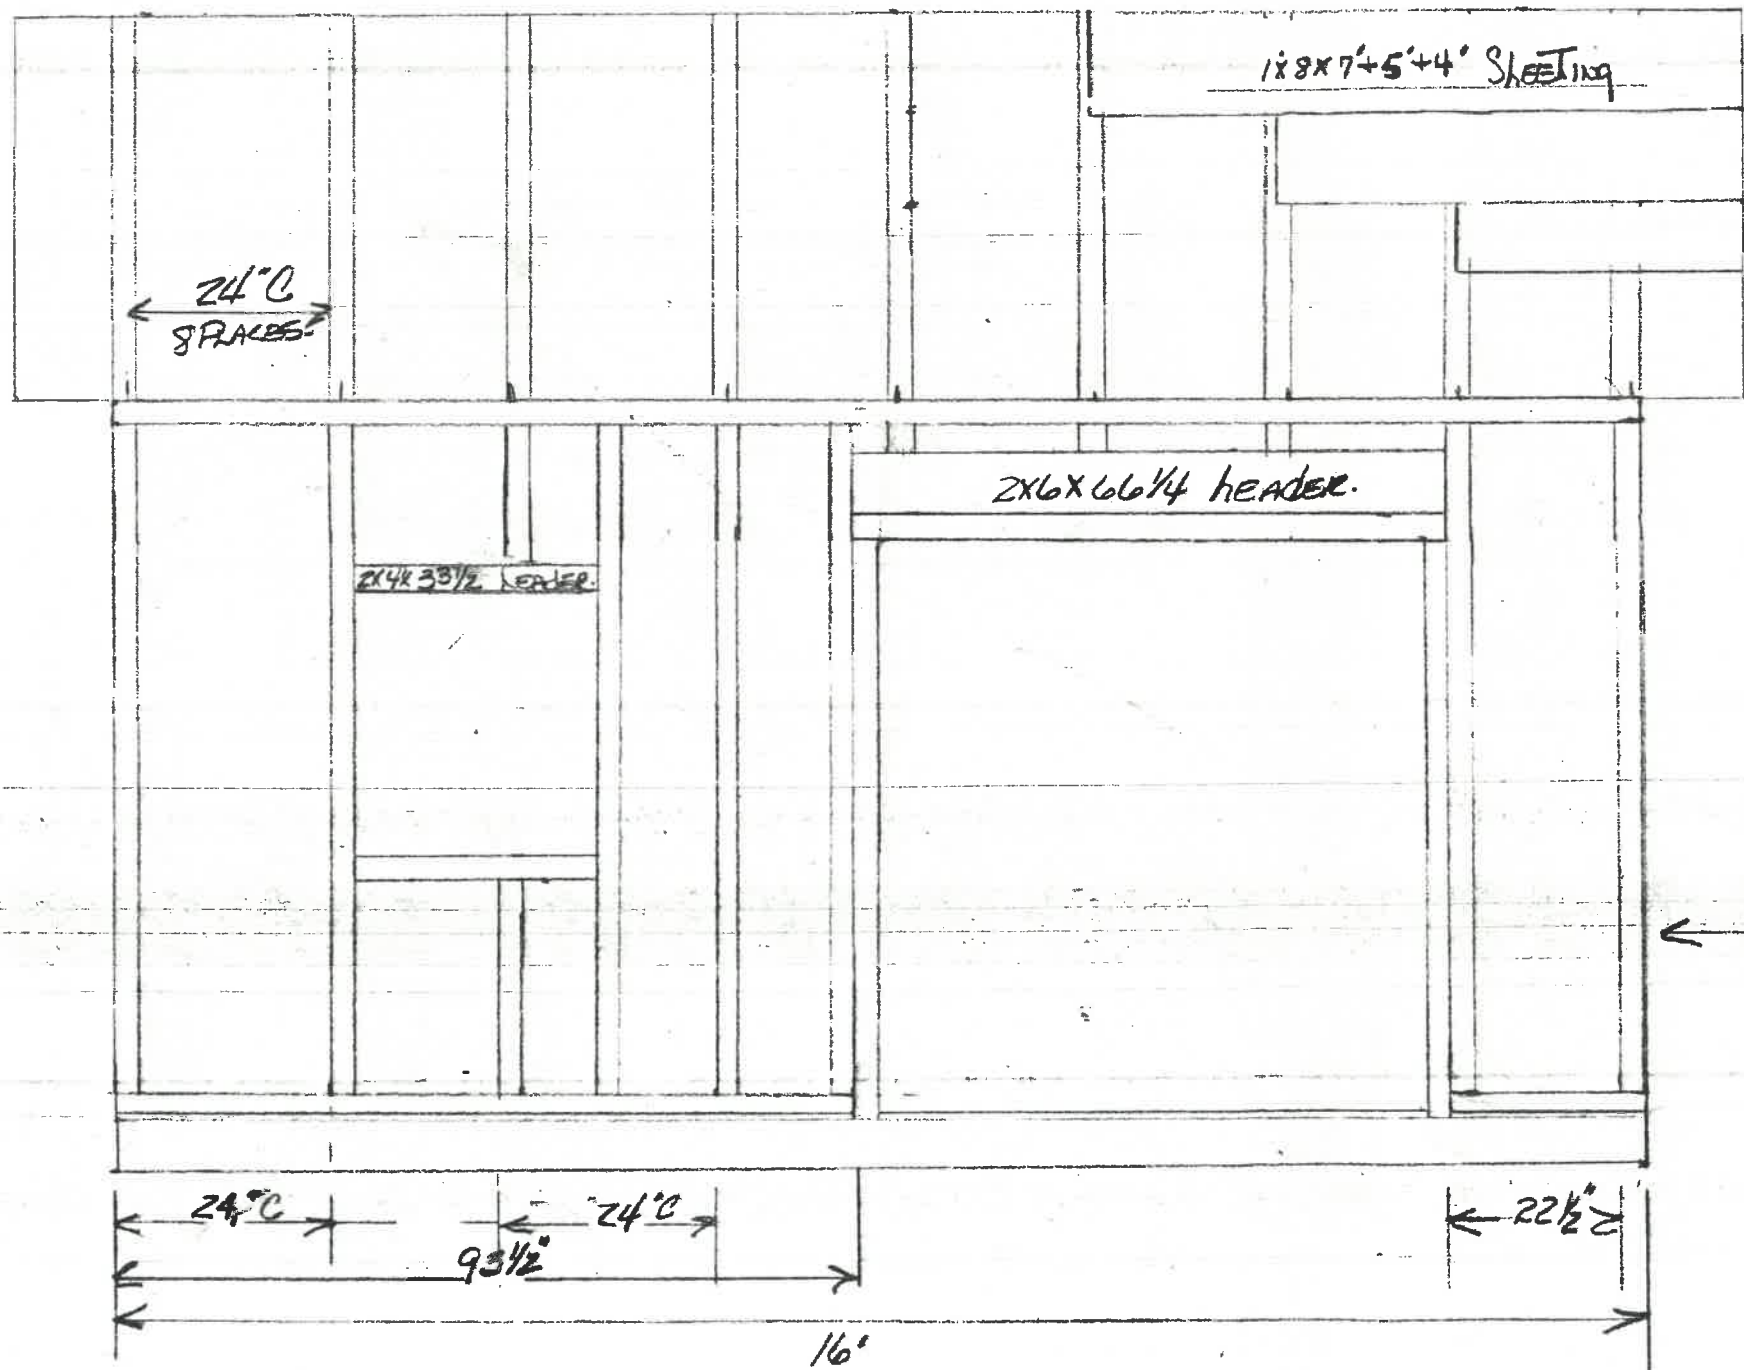 1x8x7'+5'+4' SheeTing
24"C
8 PLACES
2x6x66 1/4 hEADER.
2x4x33 1/2 hEADER.
24"C
24"C
22 1/2"
93 1/2"
16'